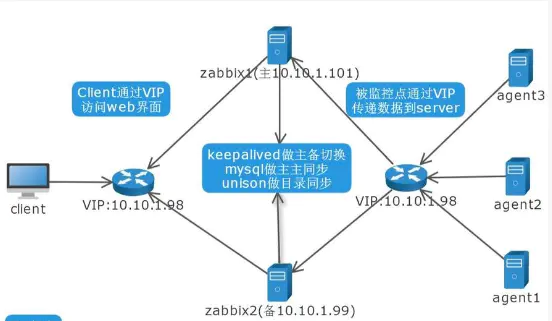 zabbix1(主10.10.1.101)
Client通过VIP
访问web界面
被监控点通过VIP
传递数据到server
agent3
keepallved做主备切换
mysql做主主同步
unison做目录同步
client
VIP:10.10.1.98
VIP:10.10.1.98
agent2
agent1
zabbix2(备10.10.1.99)